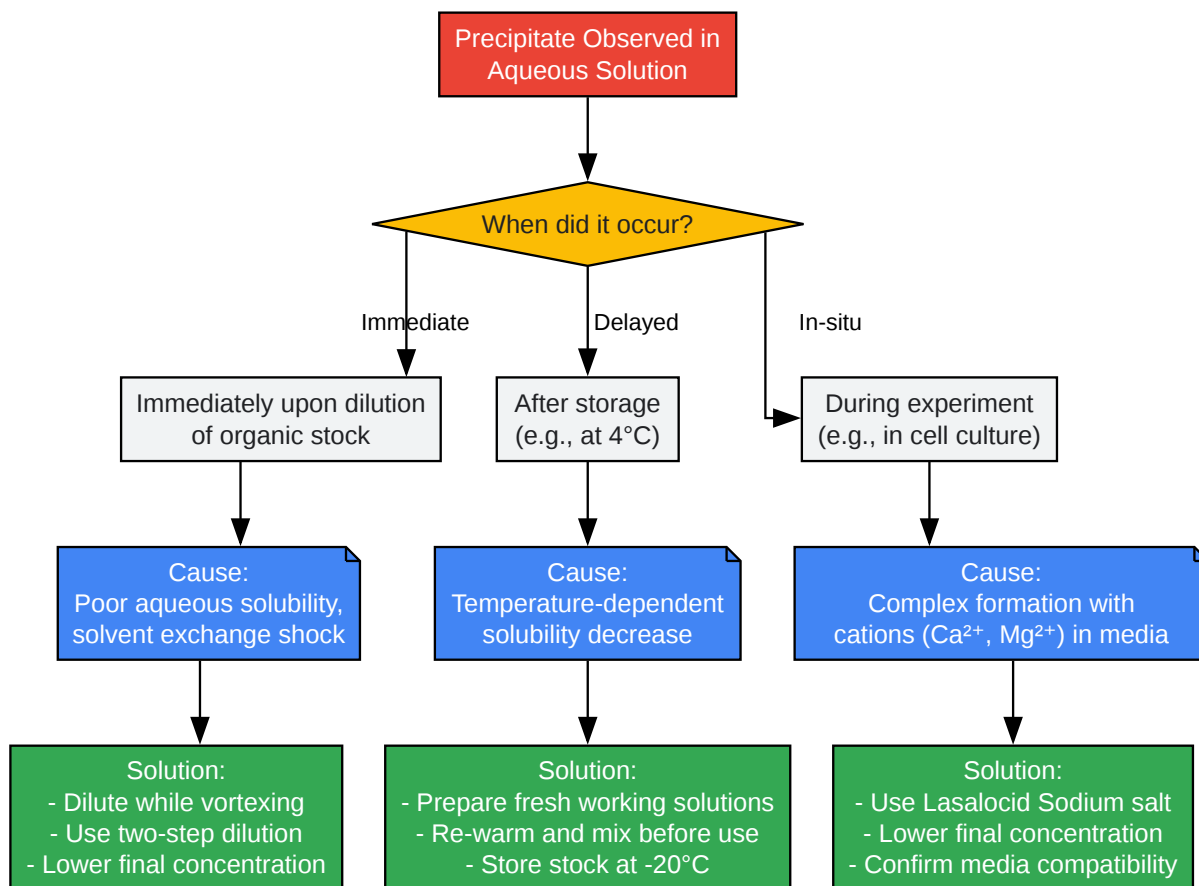 Precipitate Observed in
Aqueous Solution
When did it occur?
Immediate
Delayed
In-situ
Immediately upon dilution
of organic stock
After storage
(e.g., at 4°C)
During experiment
(e.g., in cell culture)
Cause:
Poor aqueous solubility,
solvent exchange shock
Cause:
Temperature-dependent
solubility decrease
Cause:
Complex formation with
cations (Ca²⁺, Mg²⁺) in media
Solution:
- Dilute while vortexing
- Use two-step dilution
- Lower final concentration
Solution:
- Prepare fresh working solutions
- Re-warm and mix before use
- Store stock at -20°C
Solution:
- Use Lasalocid Sodium salt
- Lower final concentration
- Confirm media compatibility